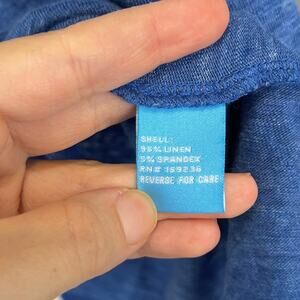 SHELL:
95% LINEN
5% SPANDEX
RN# 159236
REVERSE FOR CARE